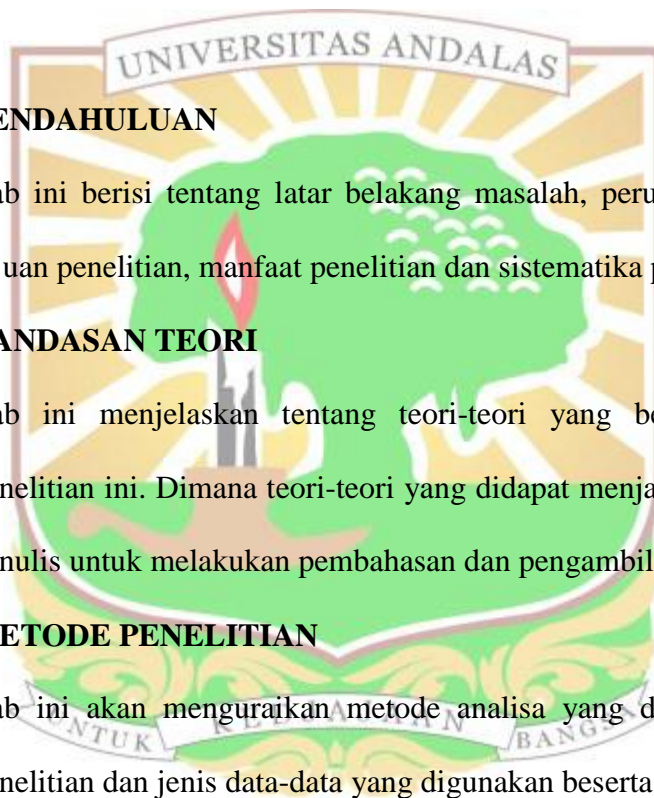 UNIVERSITAS ANDALAS
ENDAHULUAN
ab ini berisi tentang latar belakang masalah, peru
uan penelitian, manfaat penelitian dan sistematika p
ANDASAN TEORI
ab ini menjelaskan tentang teori-teori yang be
nelitian ini. Dimana teori-teori yang didapat menja
nulis untuk melakukan pembahasan dan pengambil
ETODE PENELITIAN
ab ini akan menguraikan metode analisa yang d
UNTUK KEDJAJAAN BANGS
nelitian dan jenis data-data yang digunakan beserta